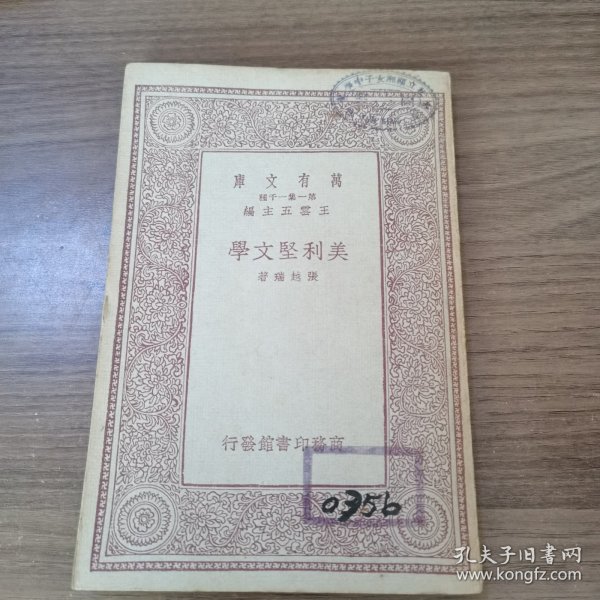 萬有文庫
第一集一千種
王雲五主編
美利堅文學
張越瑞著
商務印書館發行
0356
孔夫子旧书网
www.kongfz.com